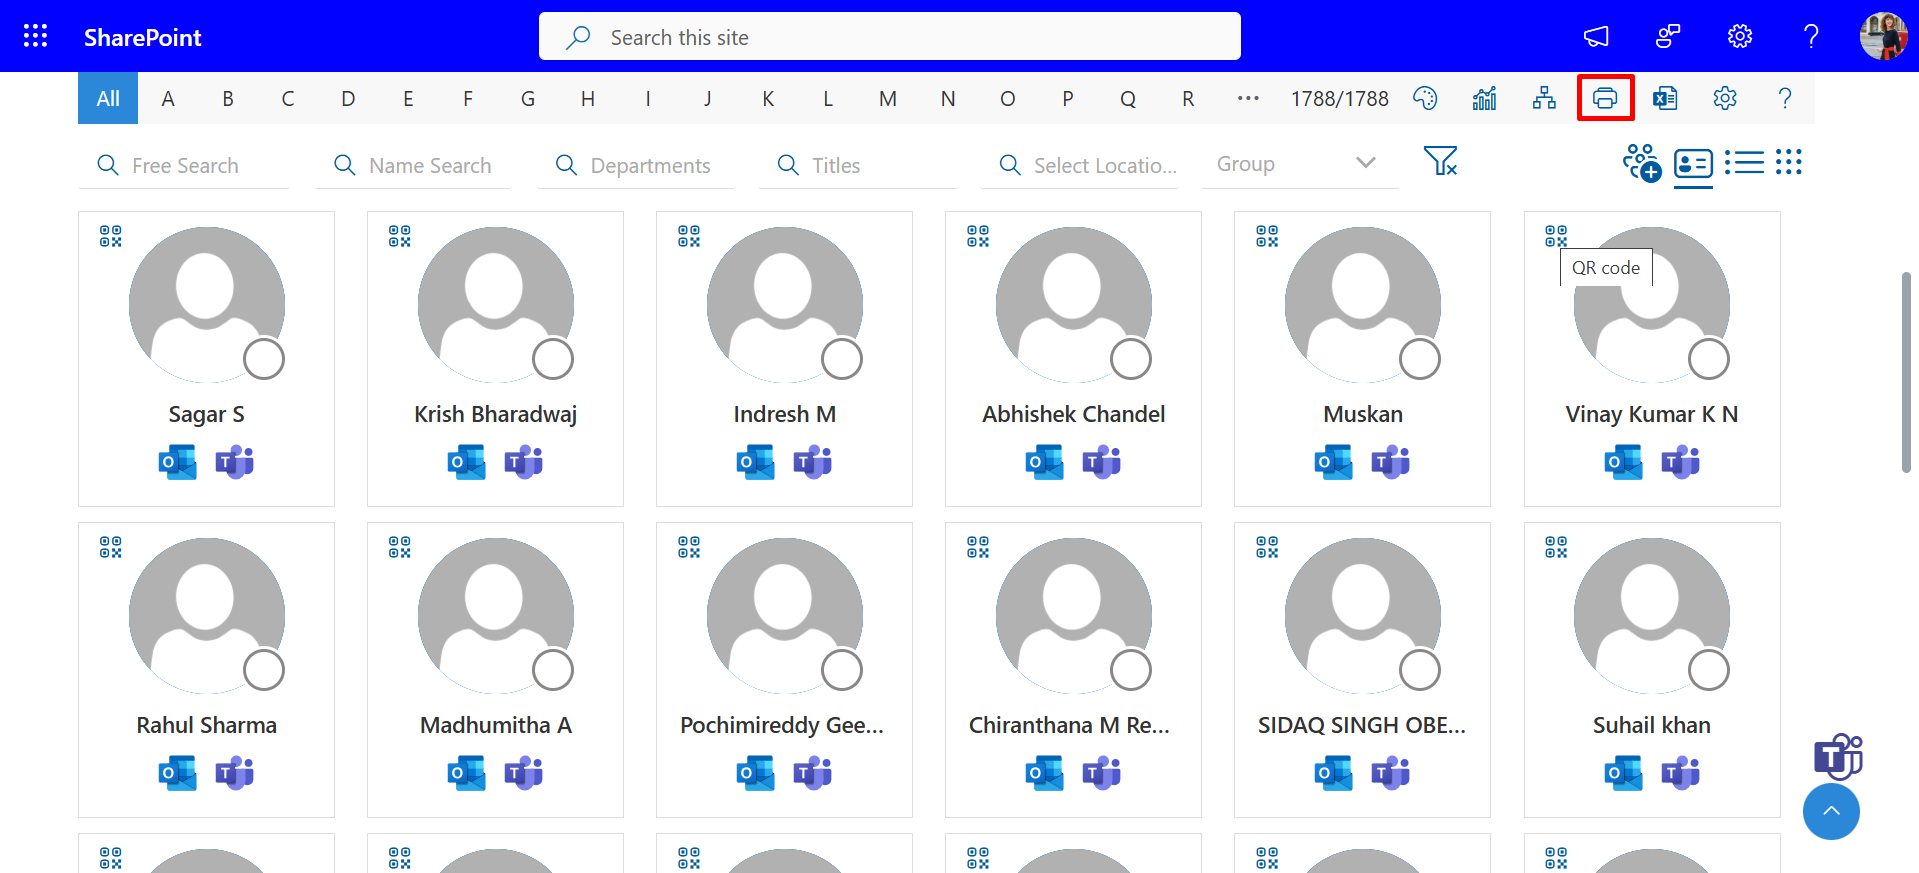 SharePoint
Search this site
?
All A B C D E F G H I J K L M N O P Q R ··· 1788/1788 ?
Free Search Name Search Departments Titles Select Locatio... Group
QR code
Sagar S Krish Bharadwaj Indresh M Abhishek Chandel Muskan Vinay Kumar K N
Rahul Sharma Madhumitha A Pochimireddy Gee... Chiranthana M Re... SIDAQ SINGH OBE... Suhail khan